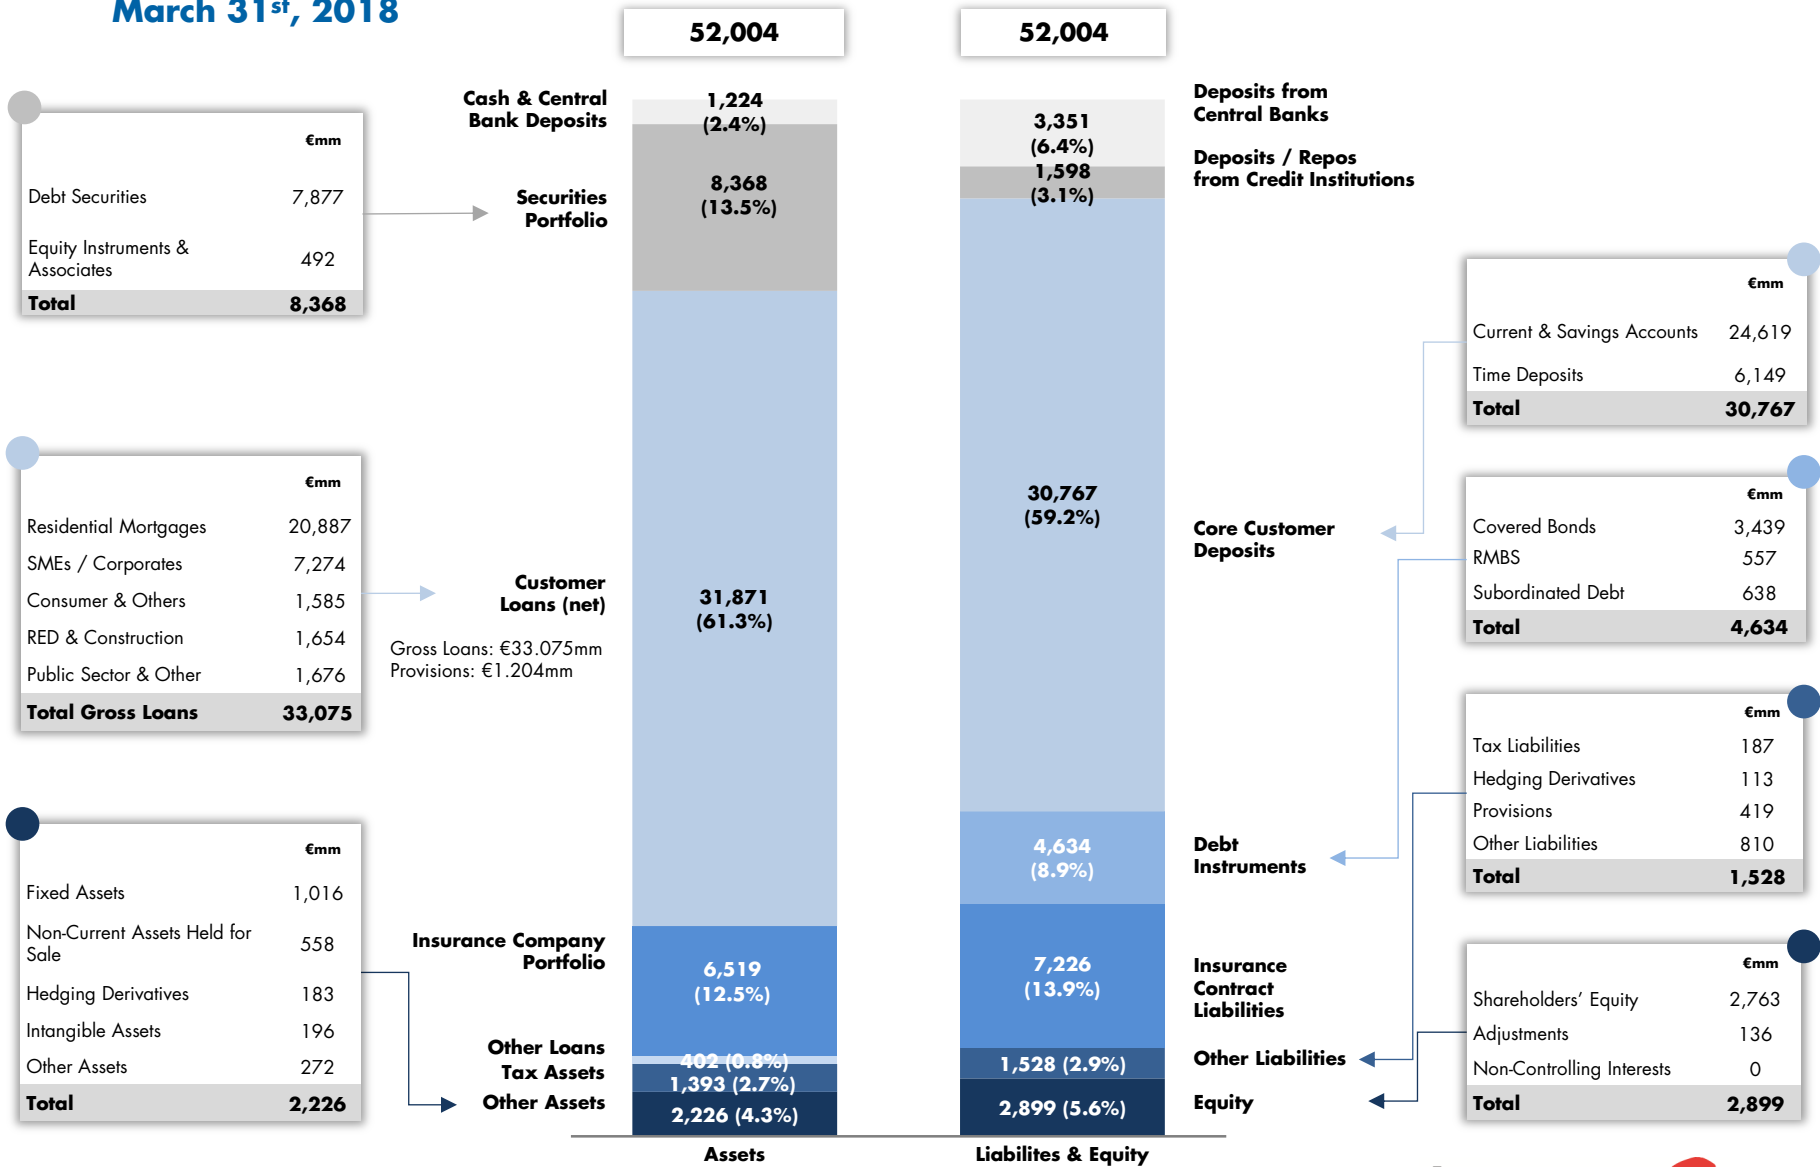 March 31st, 2018
52,004
52,004
€mm
Debt Securities 7,877
Equity Instruments &
Associates 492
Total 8,368
€mm
Residential Mortgages 20,887
SMEs / Corporates 7,274
Consumer & Others 1,585
RED & Construction 1,654
Public Sector & Other 1,676
Total Gross Loans 33,075
€mm
Fixed Assets 1,016
Non-Current Assets Held for
Sale 558
Hedging Derivatives 183
Intangible Assets 196
Other Assets 272
Total 2,226
Cash & Central
Bank Deposits
Securities
Portfolio
Customer
Loans (net)
Gross Loans: €33.075mm
Provisions: €1.204mm
Insurance Company
Portfolio
Other Loans
Tax Assets
Other Assets
1,224
(2.4%)
8,368
(13.5%)
31,871
(61.3%)
6,519
(12.5%)
402 (0.8%)
1,393 (2.7%)
2,226 (4.3%)
Assets
3,351
(6.4%)
1,598
(3.1%)
30,767
(59.2%)
4,634
(8.9%)
7,226
(13.9%)
1,528 (2.9%)
2,899 (5.6%)
Liabilites & Equity
Deposits from
Central Banks
Deposits / Repos
from Credit Institutions
Core Customer
Deposits
Debt
Instruments
Insurance
Contract
Liabilities
Other Liabilities
Equity
€mm
Current & Savings Accounts 24,619
Time Deposits 6,149
Total 30,767
€mm
Covered Bonds 3,439
RMBS 557
Subordinated Debt 638
Total 4,634
€mm
Tax Liabilities 187
Hedging Derivatives 113
Provisions 419
Other Liabilities 810
Total 1,528
€mm
Shareholders’ Equity 2,763
Adjustments 136
Non-Controlling Interests 0
Total 2,899